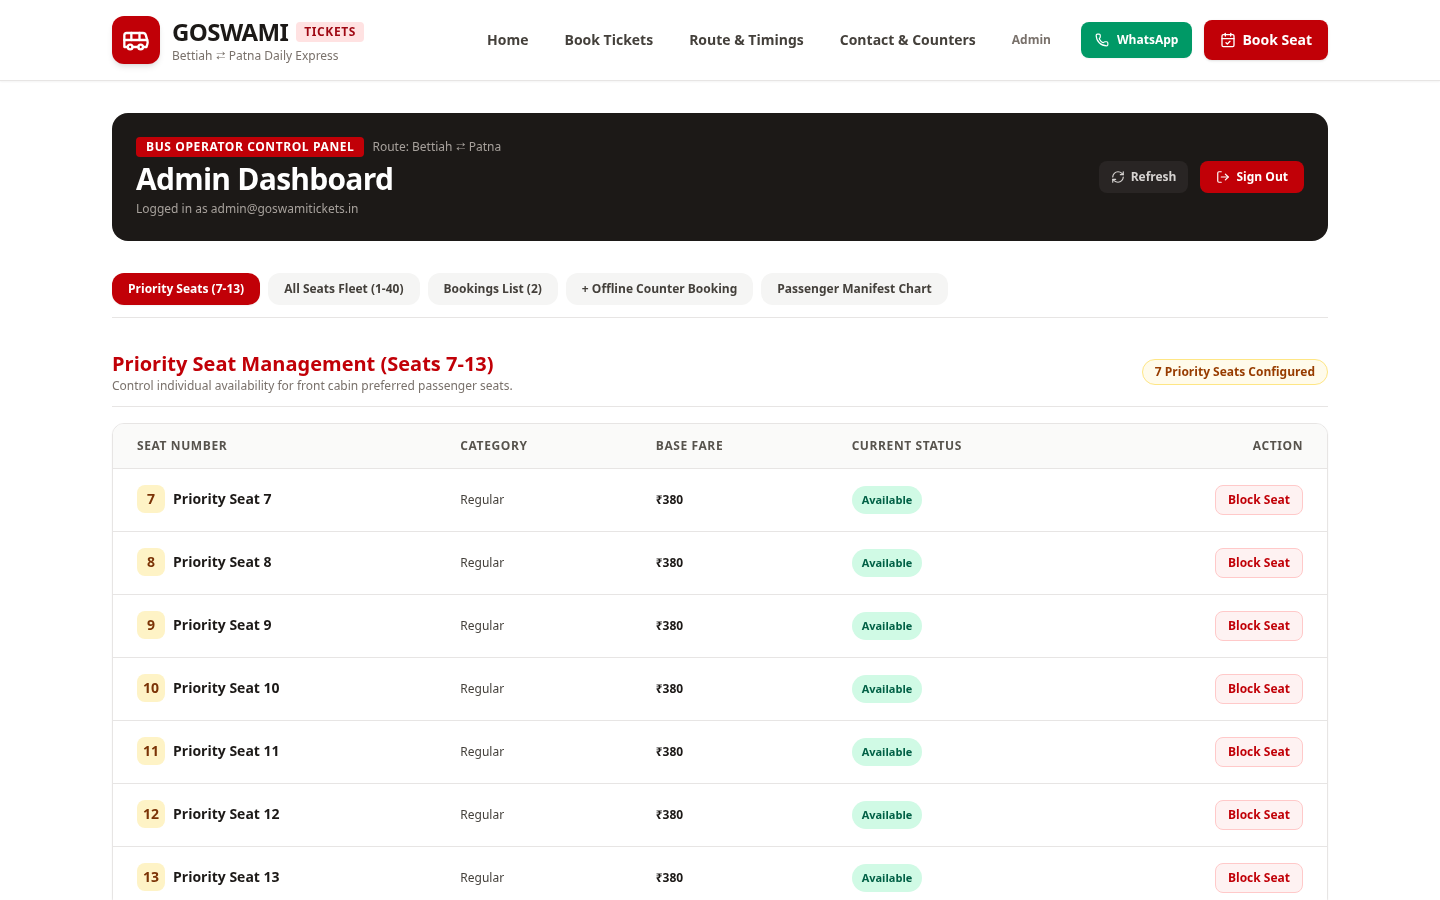 GOSWAMI TICKETS
Bettiah ⇄ Patna Daily Express
Home Book Tickets Route & Timings Contact & Counters Admin WhatsApp Book Seat
BUS OPERATOR CONTROL PANEL Route: Bettiah ⇄ Patna
Admin Dashboard
Logged in as admin@goswamitickets.in
Refresh Sign Out
Priority Seats (7-13) All Seats Fleet (1-40) Bookings List (2) + Offline Counter Booking Passenger Manifest Chart
Priority Seat Management (Seats 7-13)
Control individual availability for front cabin preferred passenger seats.
7 Priority Seats Configured
SEAT NUMBER CATEGORY BASE FARE CURRENT STATUS ACTION
7 Priority Seat 7 Regular ₹380 Available Block Seat
8 Priority Seat 8 Regular ₹380 Available Block Seat
9 Priority Seat 9 Regular ₹380 Available Block Seat
10 Priority Seat 10 Regular ₹380 Available Block Seat
11 Priority Seat 11 Regular ₹380 Available Block Seat
12 Priority Seat 12 Regular ₹380 Available Block Seat
13 Priority Seat 13 Regular ₹380 Available Block Seat